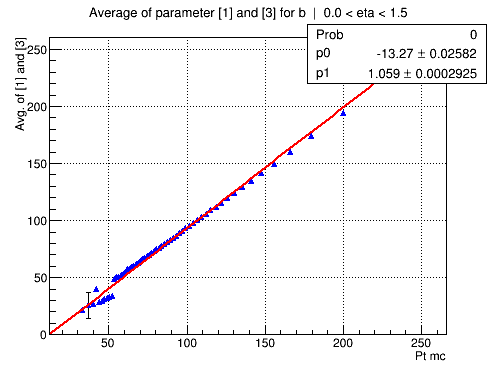 Average of parameter [1] and [3] for b | 0.0 < eta < 1.5
Prob 0
p0 -13.27 ± 0.02582
p1 1.059 ± 0.0002925
Avg. of [1] and [3]
250
200
150
100
50
0
50 100 150 200 250
Pt mc